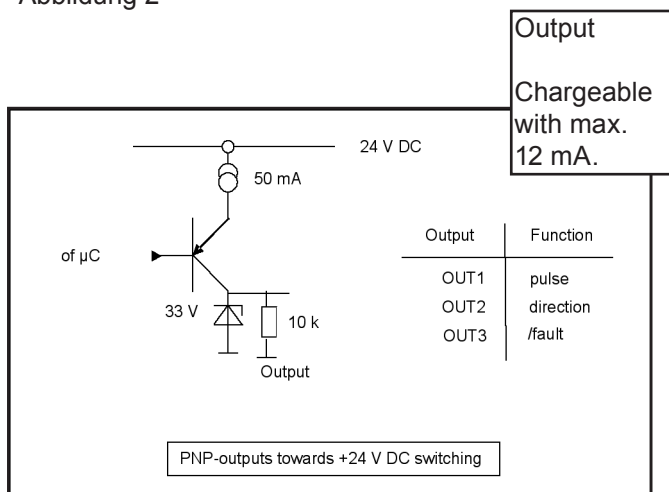 Abbildung 2
Output
Chargeable
with max.
12 mA.
24 V DC
50 mA
of µC
33 V
10 k
Output
Output Function
OUT1 pulse
OUT2 direction
OUT3 /fault
PNP-outputs towards +24 V DC switching